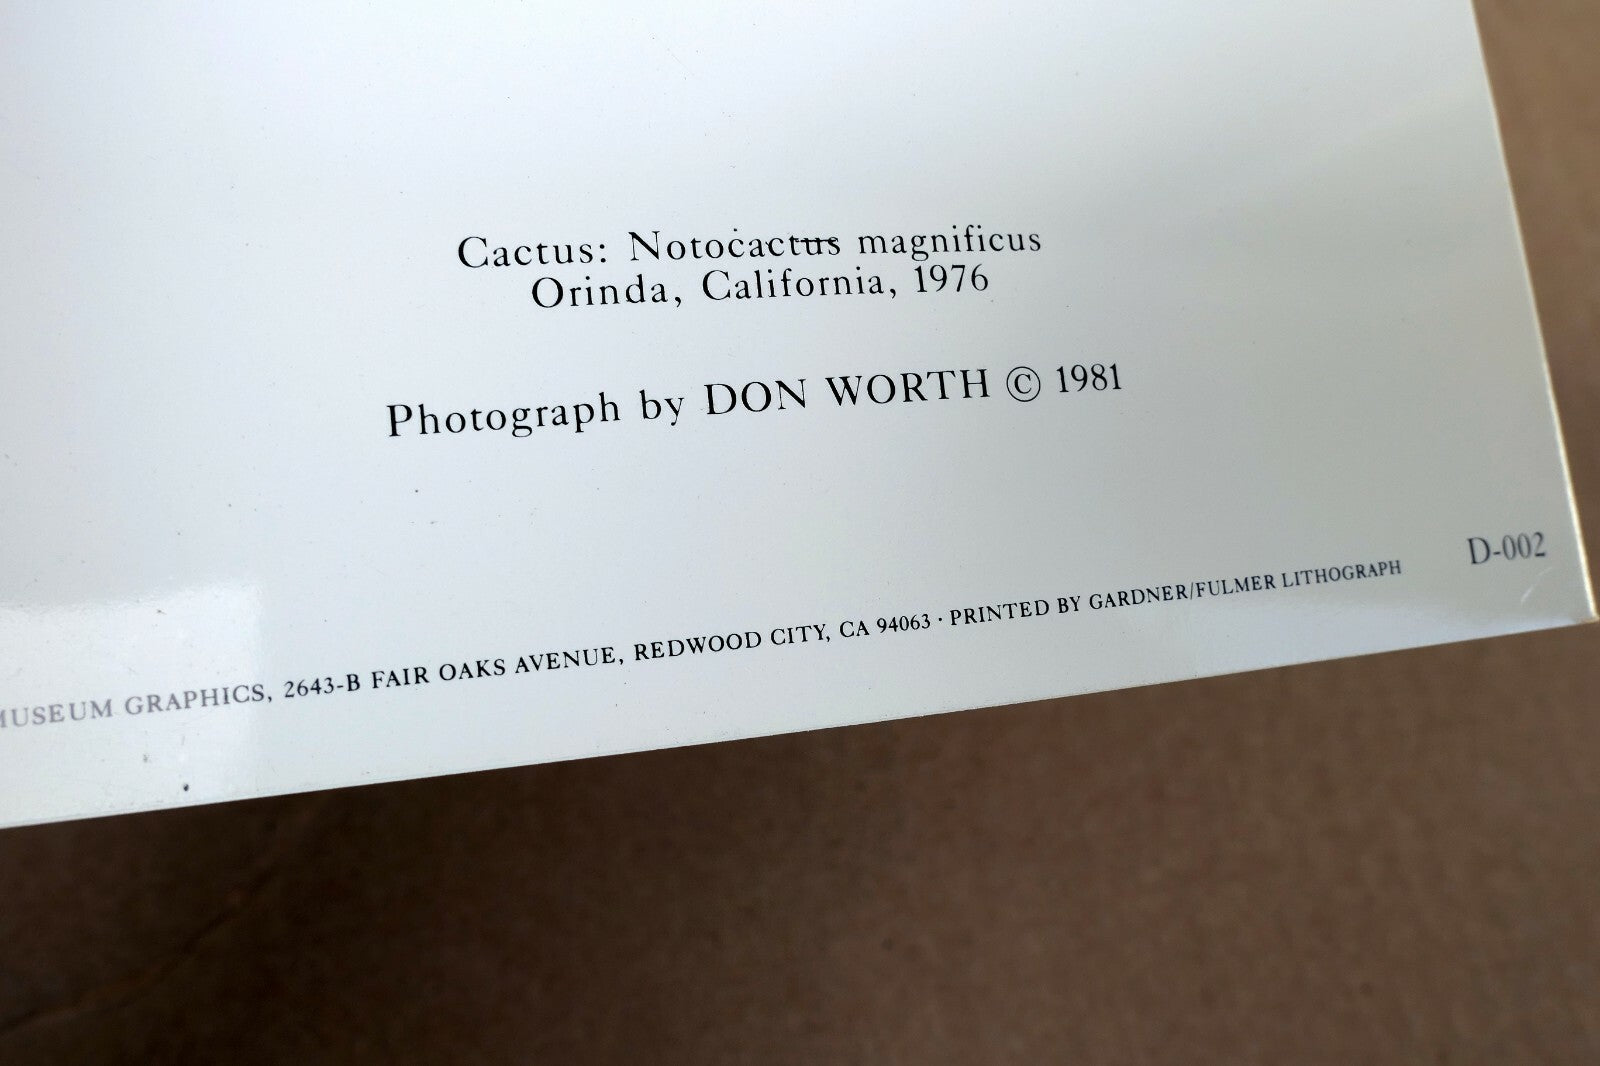 Cactus: Notocactus magnificus
Orinda, California, 1976
Photograph by DON WORTH © 1981
D-002
MUSEUM GRAPHICS, 2643-B FAIR OAKS AVENUE, REDWOOD CITY, CA 94063 · PRINTED BY GARDNER/FULMER LITHOGRAPH